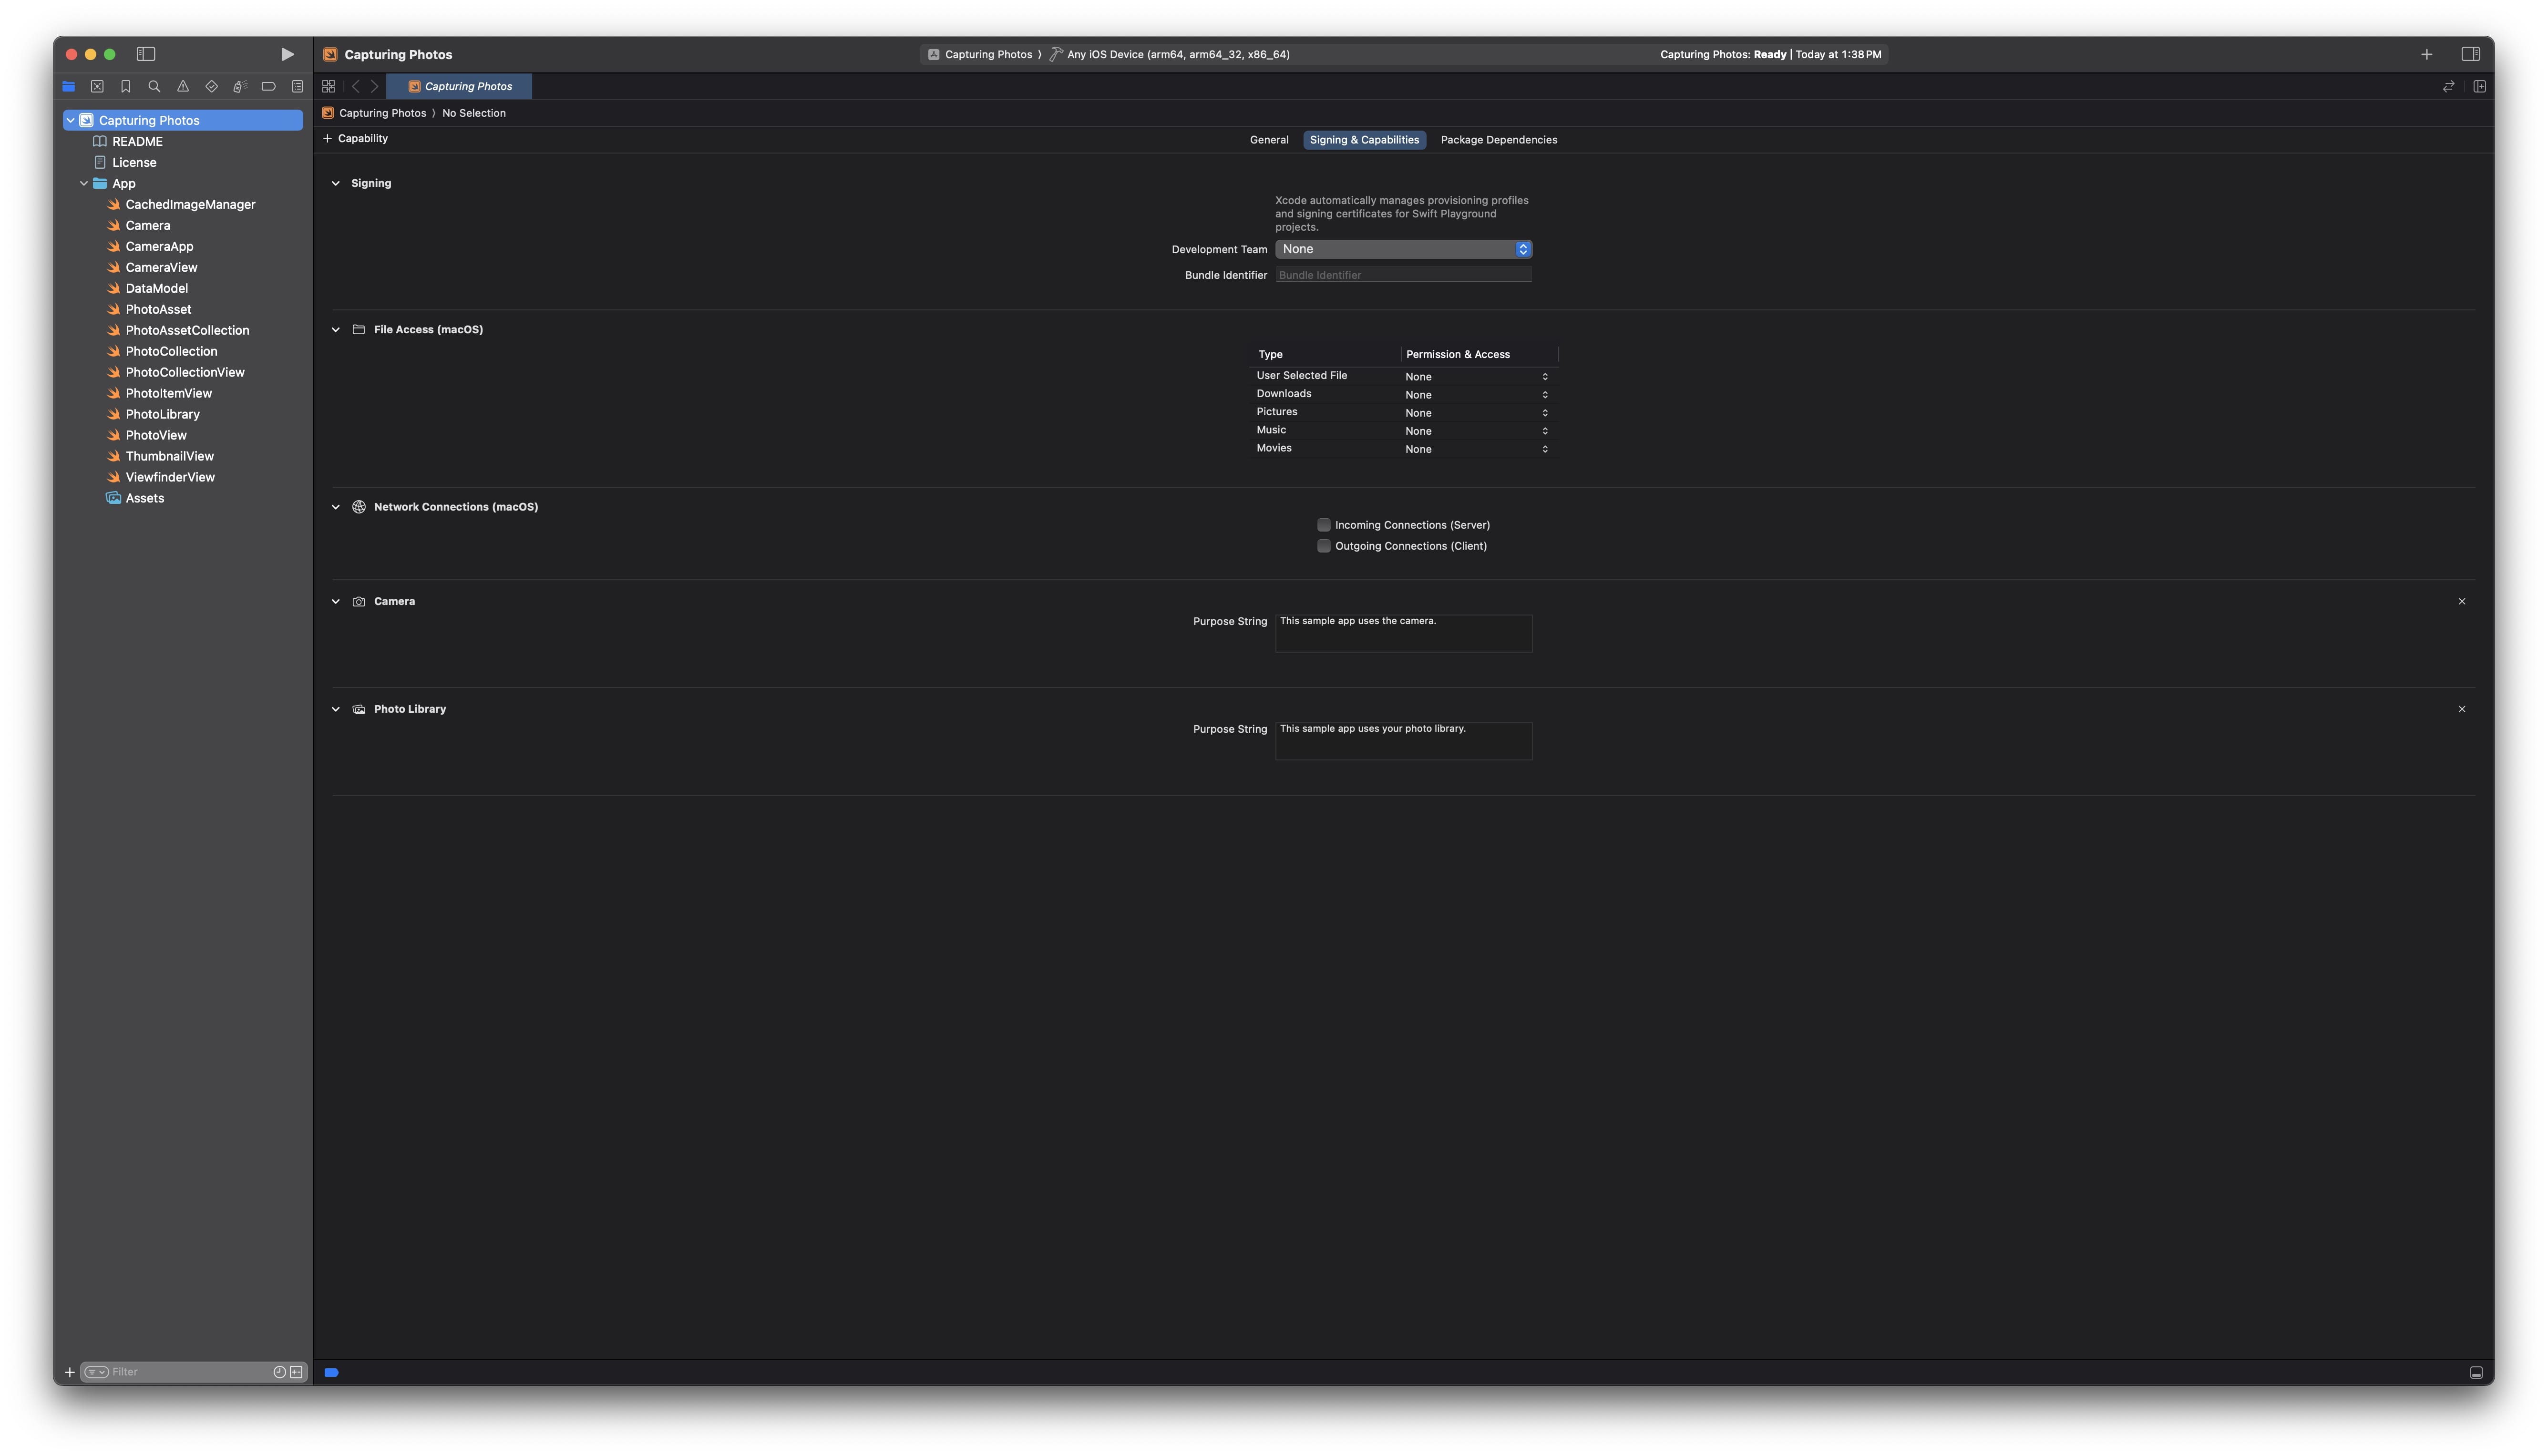 Capturing Photos
Capturing Photos 〉 Any iOS Device (arm64, arm64_32, x86_64)
Capturing Photos: Ready | Today at 1:38 PM
Capturing Photos
Capturing Photos 〉 No Selection
Capability
General
Signing & Capabilities
Package Dependencies
Capturing Photos
README
License
App
CachedImageManager
Camera
CameraApp
CameraView
DataModel
PhotoAsset
PhotoAssetCollection
PhotoCollection
PhotoCollectionView
PhotoItemView
PhotoLibrary
PhotoView
ThumbnailView
ViewfinderView
Assets
Filter
Signing
Xcode automatically manages provisioning profiles
and signing certificates for Swift Playground
projects.
Development Team None
Bundle Identifier Bundle Identifier
File Access (macOS)
Type Permission & Access
User Selected File None
Downloads None
Pictures None
Music None
Movies None
Network Connections (macOS)
Incoming Connections (Server)
Outgoing Connections (Client)
Camera
Purpose String This sample app uses the camera.
Photo Library
Purpose String This sample app uses your photo library.